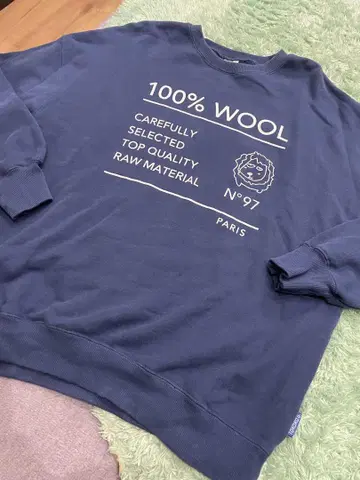 100% WOOL
CAREFULLY
SELECTED
TOP QUALITY
RAW MATERIAL
N°97
PARIS